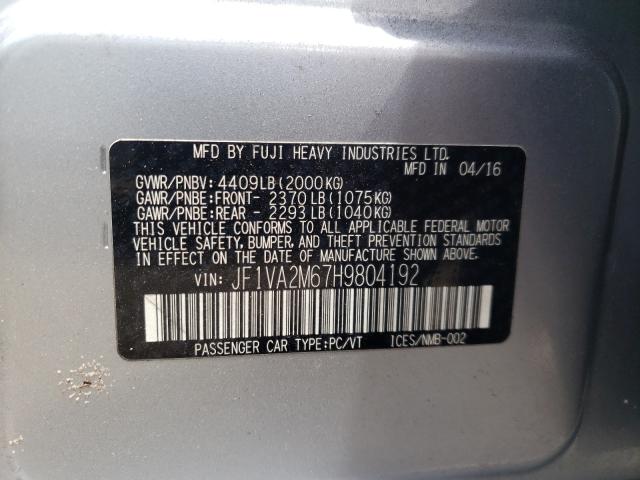 MFD BY FUJI HEAVY INDUSTRIES LTD.
MFD IN 04/16
GVWR/PNBV: 4409LB(2000KG)
GAWR/PNBE:FRONT- 2370LB(1075KG)
GAWR/PNBE:REAR - 2293LB(1040KG)
THIS VEHICLE CONFORMS TO ALL APPLICABLE FEDERAL MOTOR
VEHICLE SAFETY, BUMPER, AND THEFT PREVENTION STANDARDS
IN EFFECT ON THE DATE OF MANUFACTURE SHOWN ABOVE.
VIN: JF1VA2M67H9804192
PASSENGER CAR TYPE:PC/VT ICES/NMB-002